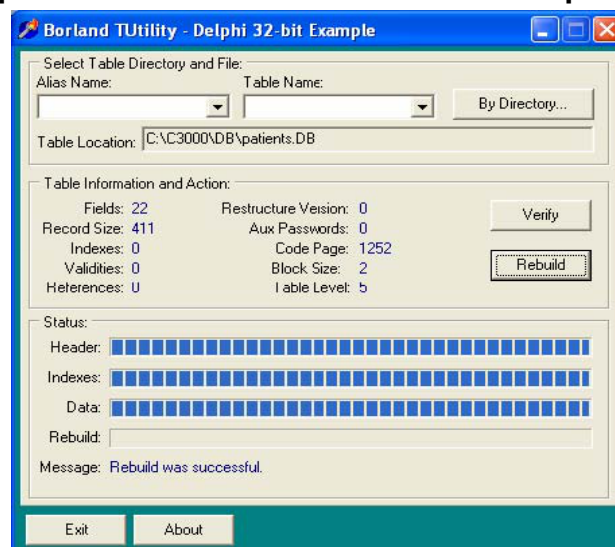 Borland TUtility - Delphi 32-bit Example
Select Table Directory and File:
Alias Name: Table Name:
By Directory...
Table Location: C:\C3000\DB\patients.DB
Table Information and Action:
Fields: 22 Restructure Version: 0
Verify
Record Size: 411 Aux Passwords: 0
Indexes: 0 Code Page: 1252
Validities: 0 Block Size: 2
Rebuild
References: 0 Table Level: 5
Status:
Header:
Indexes:
Data:
Rebuild:
Message: Rebuild was successful.
Exit About